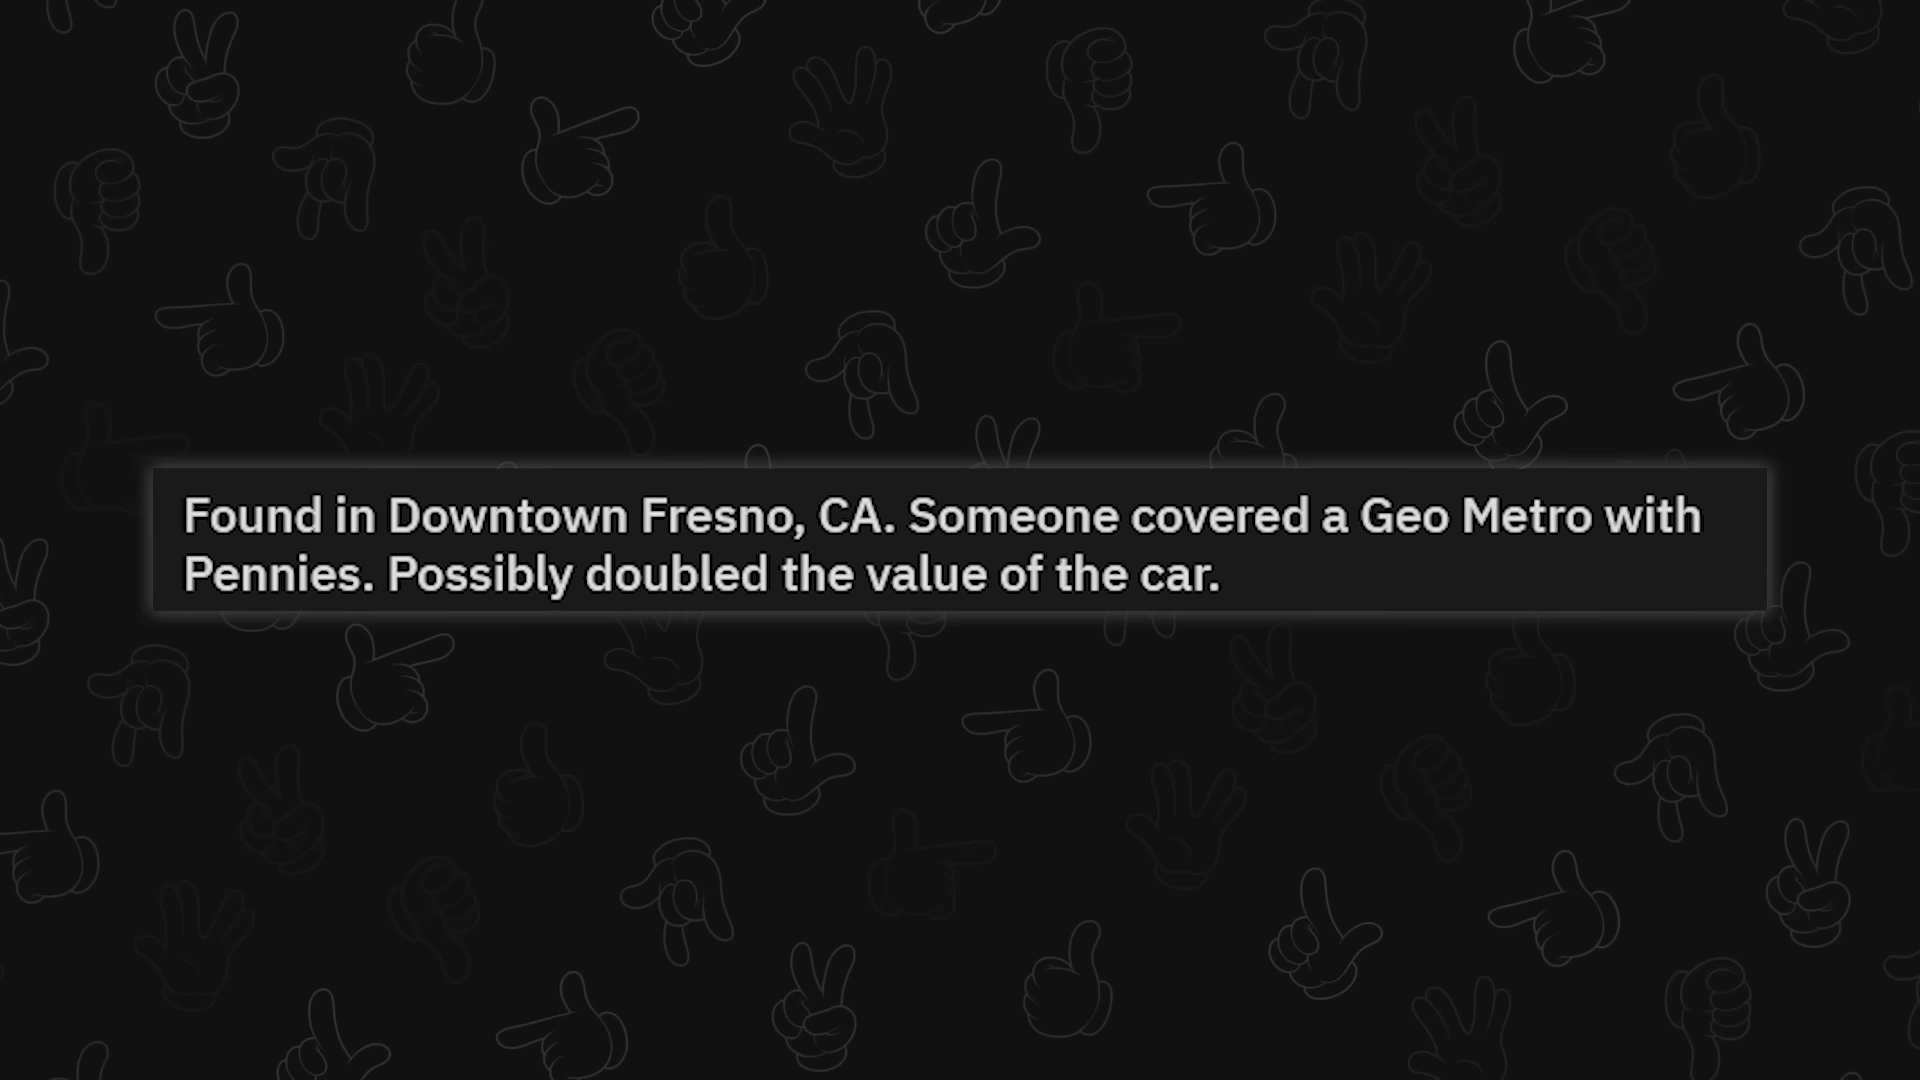 Found in Downtown Fresno, CA. Someone covered a Geo Metro with
Pennies. Possibly doubled the value of the car.